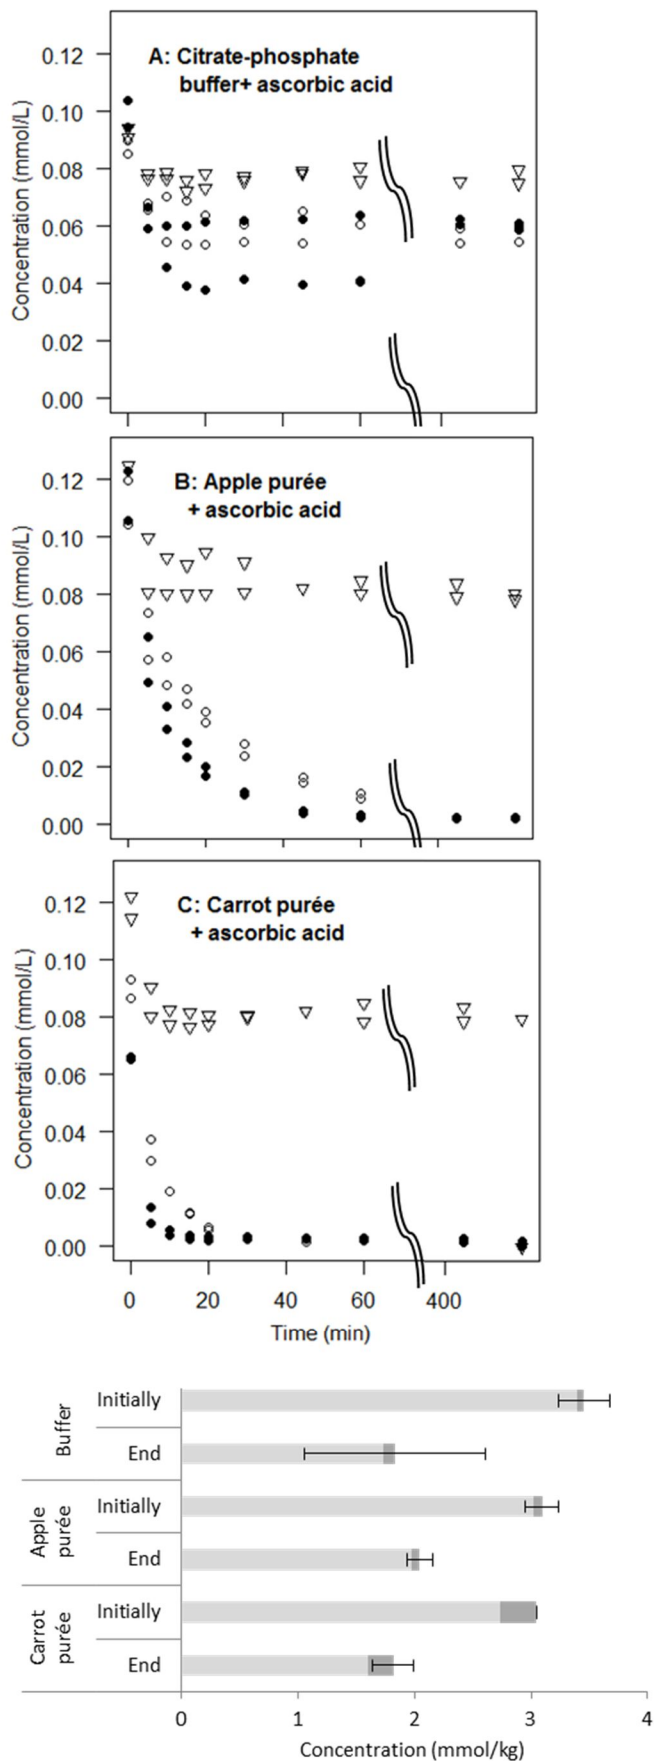 A: Citrate-phosphate
buffer+ ascorbic acid
Concentration (mmol/L)
0.12
0.10
0.08
0.06
0.04
0.02
0.00
B: Apple purée
+ ascorbic acid
Concentration (mmol/L)
0.12
0.10
0.08
0.06
0.04
0.02
0.00
C: Carrot purée
+ ascorbic acid
Concentration (mmol/L)
0.12
0.10
0.08
0.06
0.04
0.02
0.00
0 20 40 60 400
Time (min)
Buffer
Initially
End
Apple
purée
Initially
End
Carrot
purée
Initially
End
0 1 2 3 4
Concentration (mmol/kg)